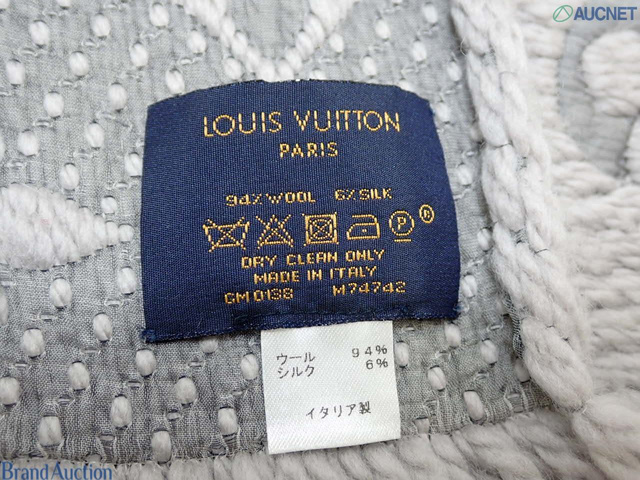 AUCNET
LOUIS VUITTON
PARIS
94% WOOL 6% SILK
P
R
DRY CLEAN ONLY
MADE IN ITALY
GM0138 M74742
ウール 94%
シルク 6%
イタリア製
Brand Auction